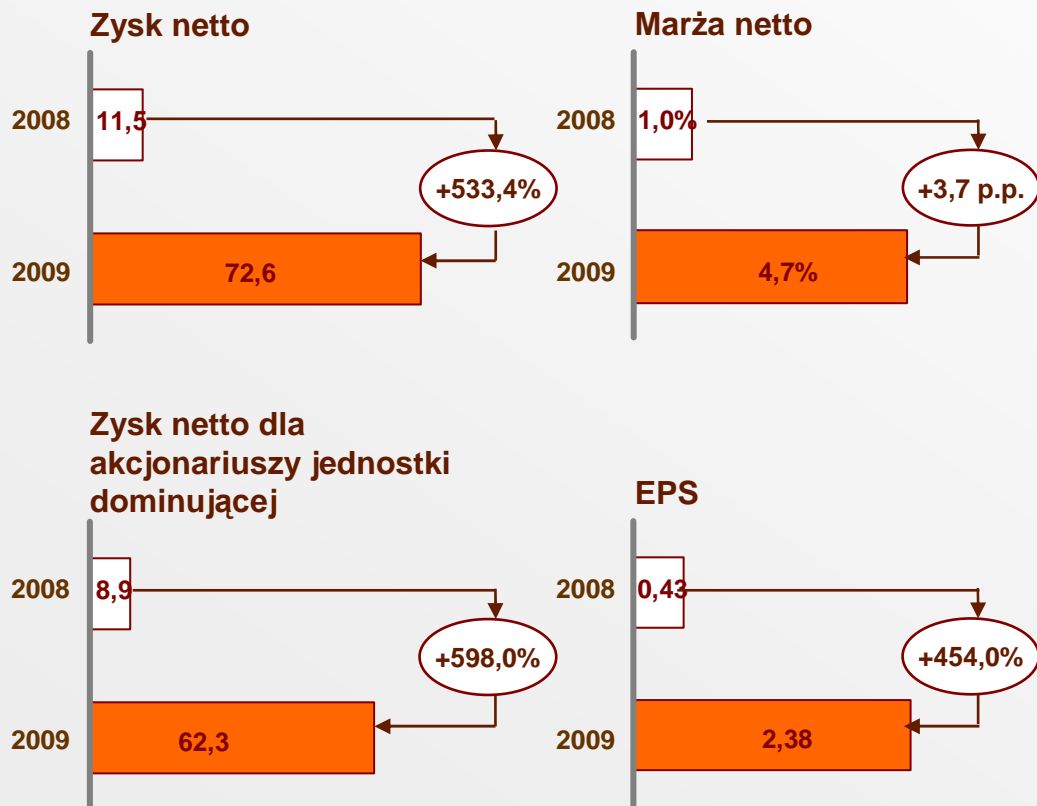 Zysk netto
2008
11,5
+533,4%
2009
72,6
Marża netto
2008
1,0%
+3,7 p.p.
2009
4,7%
Zysk netto dla
akcjonariuszy jednostki
dominującej
2008
8,9
+598,0%
2009
62,3
EPS
2008
0,43
+454,0%
2009
2,38